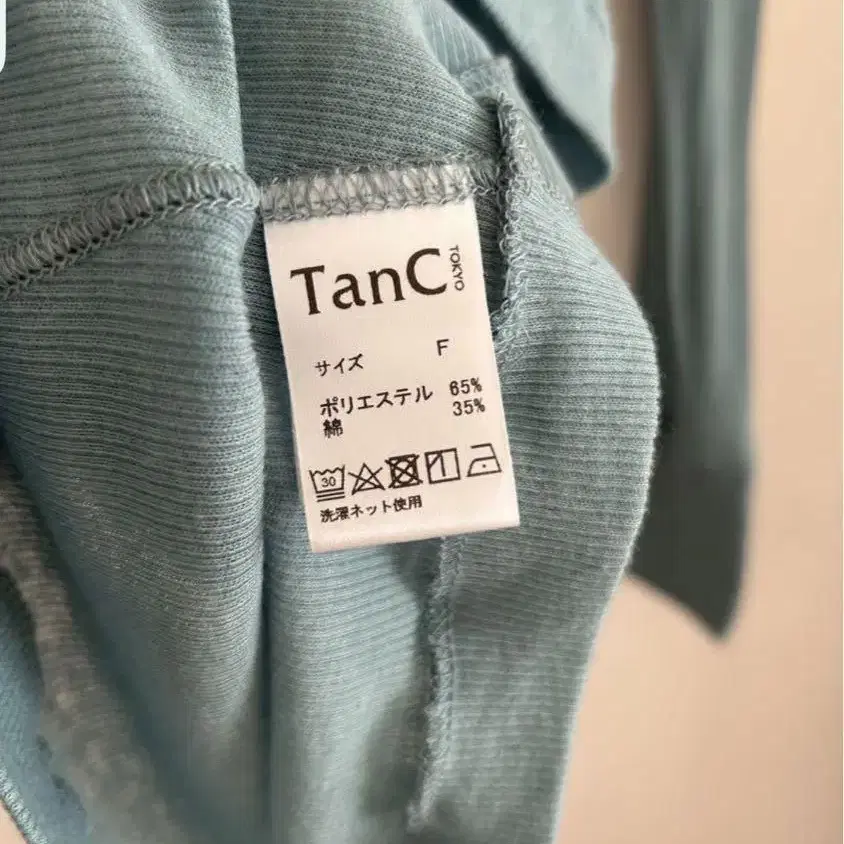 TanC TOKYO
サイズ F
ポリエステル 65%
綿 35%
30
洗濯ネット使用